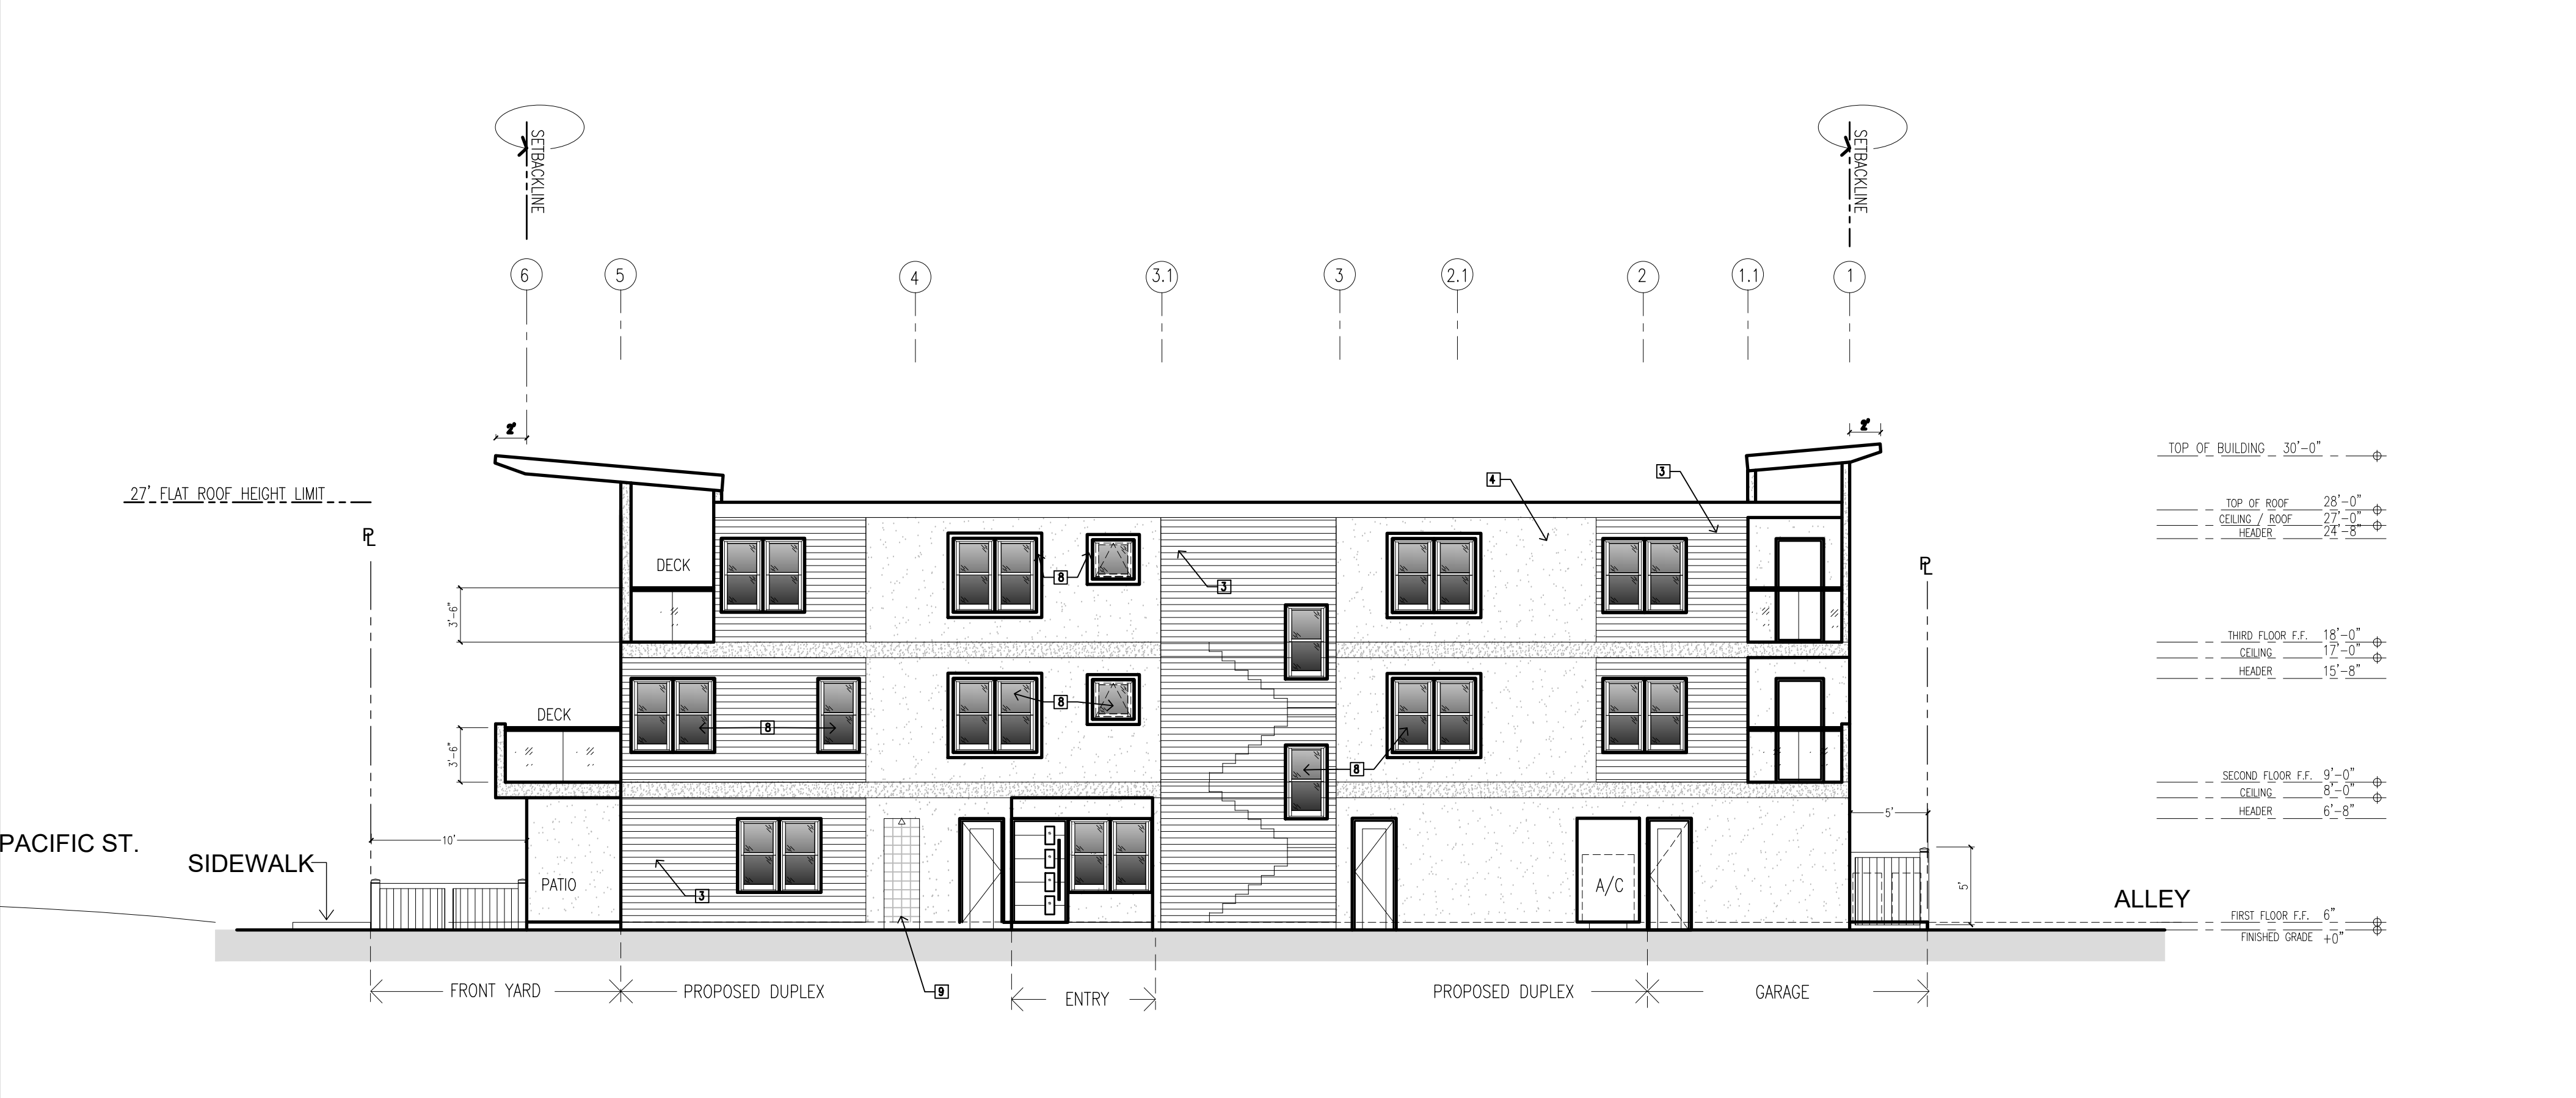 SETBACKLINE
SETBACKLINE
6
5
4
3.1
3
2.1
2
1.1
1
2'
2'
TOP OF BUILDING 30'-0"
27' FLAT ROOF HEIGHT LIMIT
4
3
TOP OF ROOF 28'-0"
CEILING / ROOF 27'-0"
HEADER 24'-8"
PL
PL
DECK
8
3
3'-6"
THIRD FLOOR F.F. 18'-0"
CEILING 17'-0"
HEADER 15'-8"
DECK
8
8
8
3'-6"
SECOND FLOOR F.F. 9'-0"
CEILING 8'-0"
HEADER 6'-8"
5'
10'
PACIFIC ST.
SIDEWALK
PATIO
3
A/C
5'
ALLEY
FIRST FLOOR F.F. 6"
FINISHED GRADE +0"
FRONT YARD
PROPOSED DUPLEX
9
ENTRY
PROPOSED DUPLEX
GARAGE